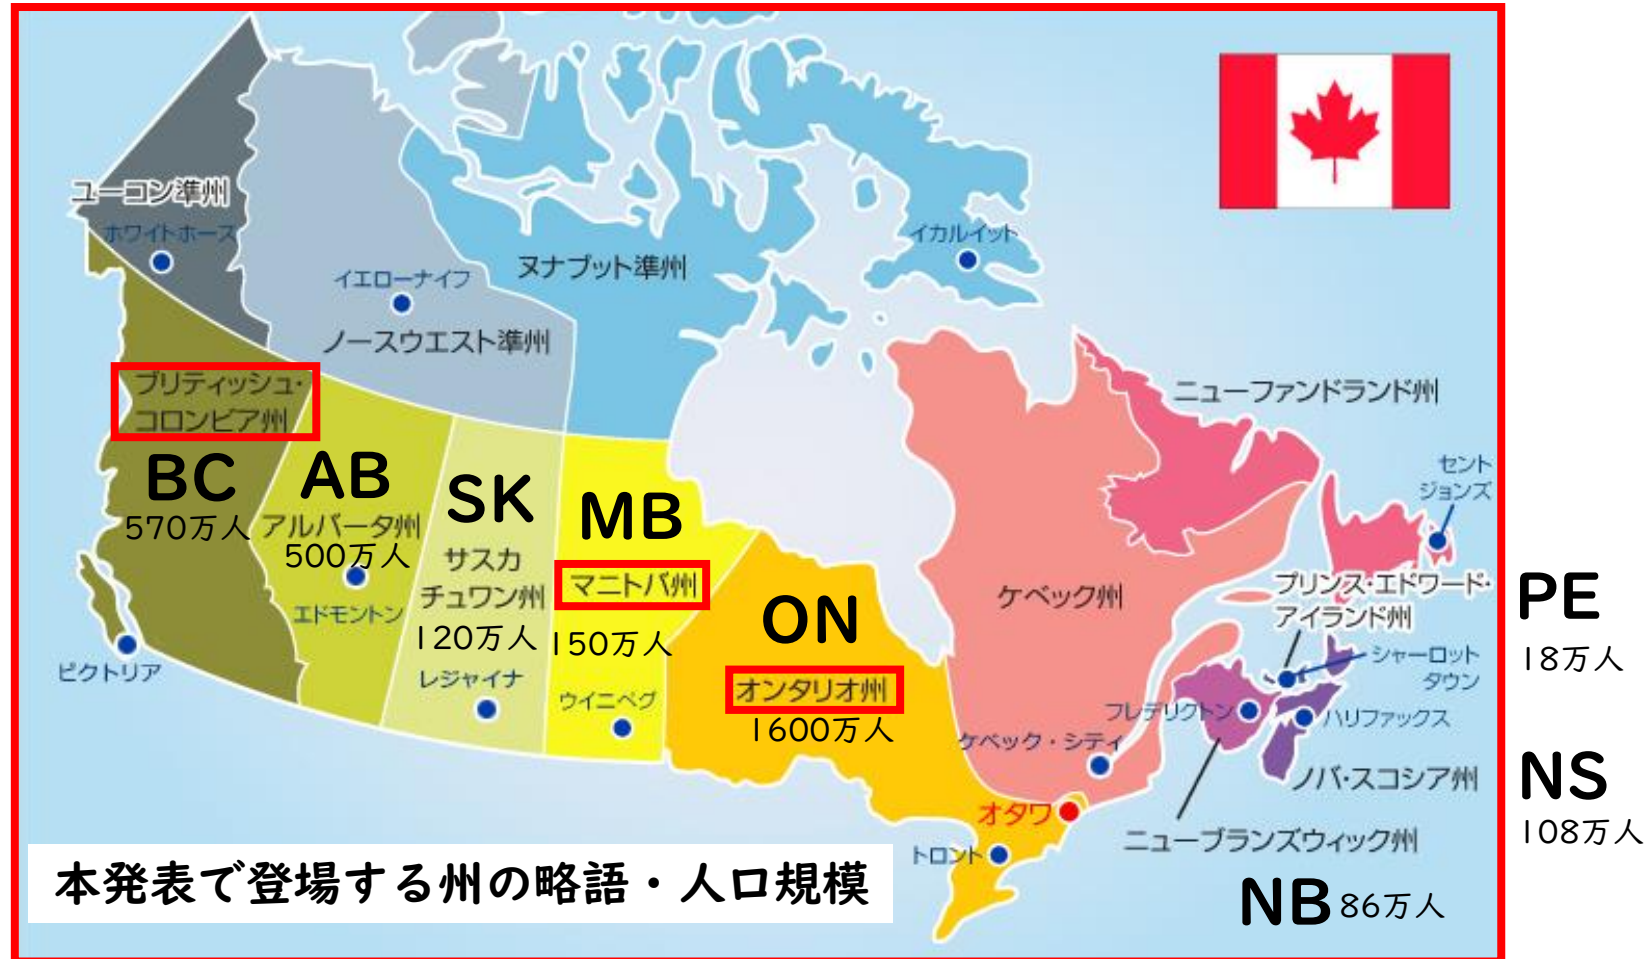 ユーコン準州
ホワイトホース
イエローナイフ
ノースウエスト準州
ヌナブット準州
イカルイット
ブリティッシュ・
コロンビア州
BC
570万人
AB
アルバータ州
500万人
エドモントン
SK
サスカ
チュワン州
120万人
レジャイナ
MB
マニトバ州
150万人
ウイニペグ
ON
オンタリオ州
1600万人
ビクトリア
ケベック州
ケベック・シティ
オタワ
トロント
ニューファンドランド州
セント
ジョンズ
プリンス・エドワード・
アイランド州
シャーロット
タウン
フレデリクトン
ハリファックス
ノバ・スコシア州
ニューブランズウィック州
NB 86万人
PE
18万人
NS
108万人
本発表で登場する州の略語・人口規模